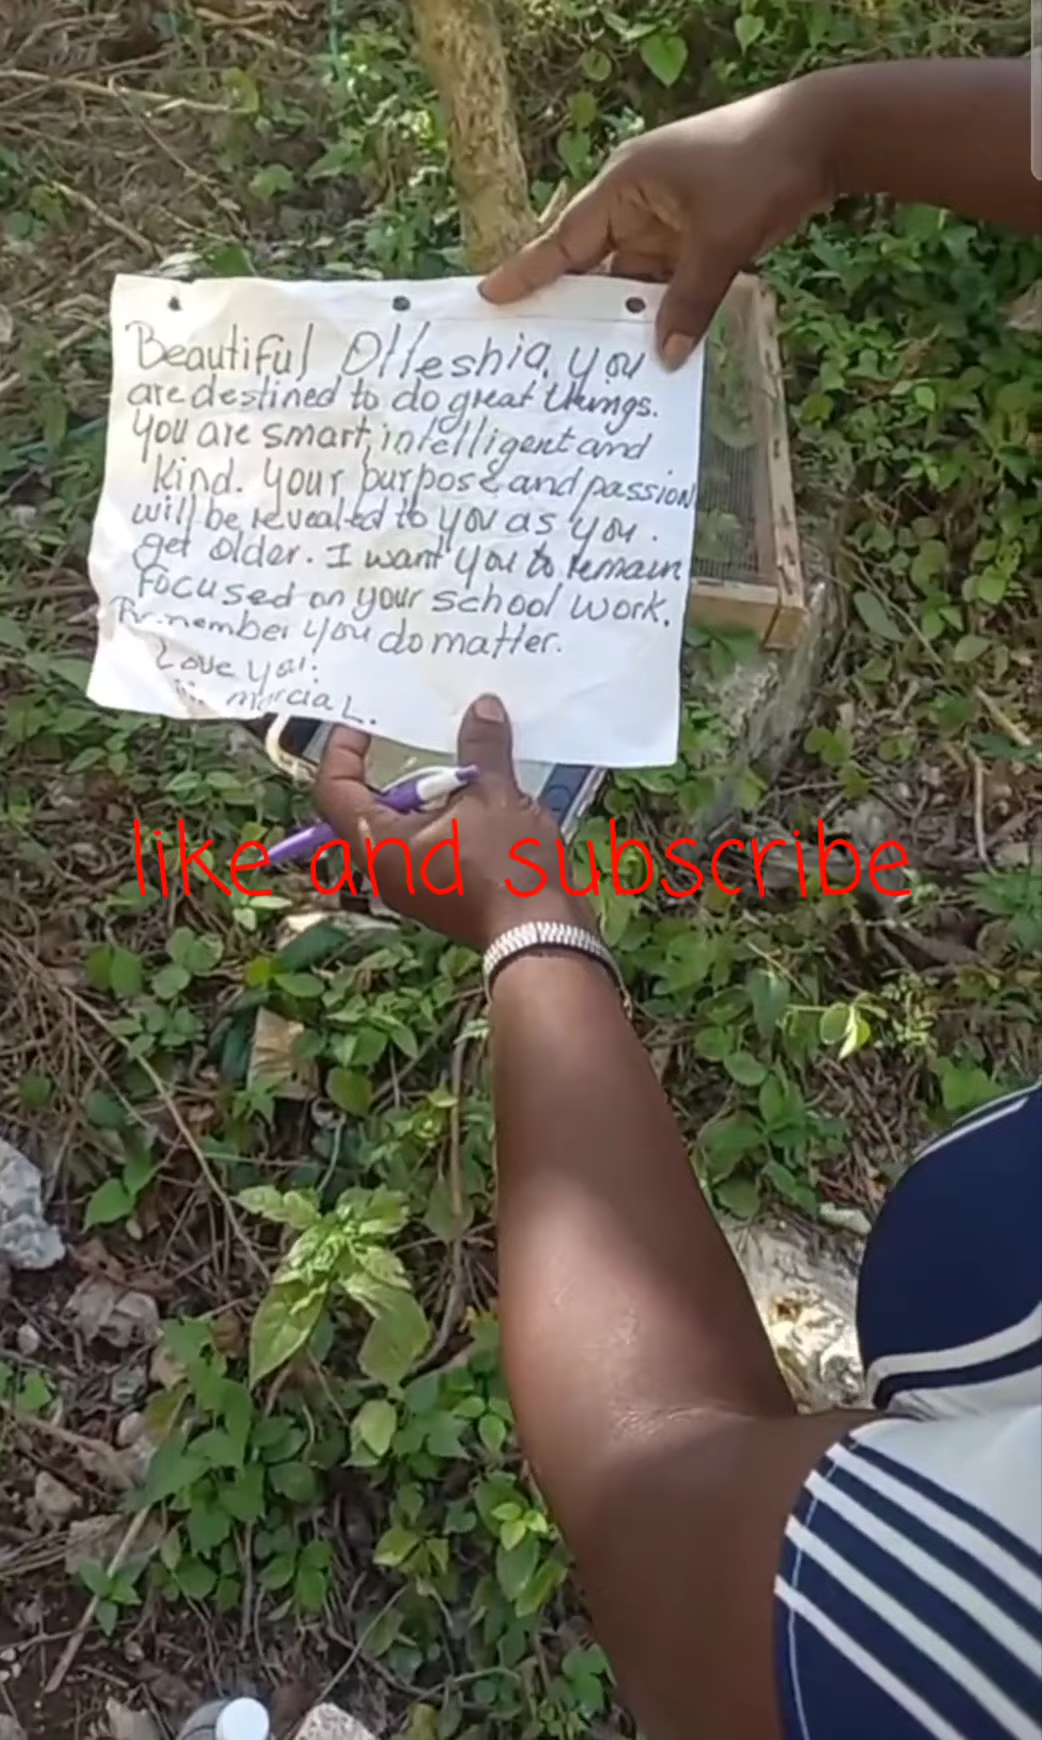 Beautiful Olleshia, you
are destined to do great things.
You are smart, intelligent and
kind. Your purpose and passion
will be revealed to you as you.
get older. I want you to remain
Focused on your school work.
Remember you do matter.
Love ya!.
Marcia L.
like and subscribe